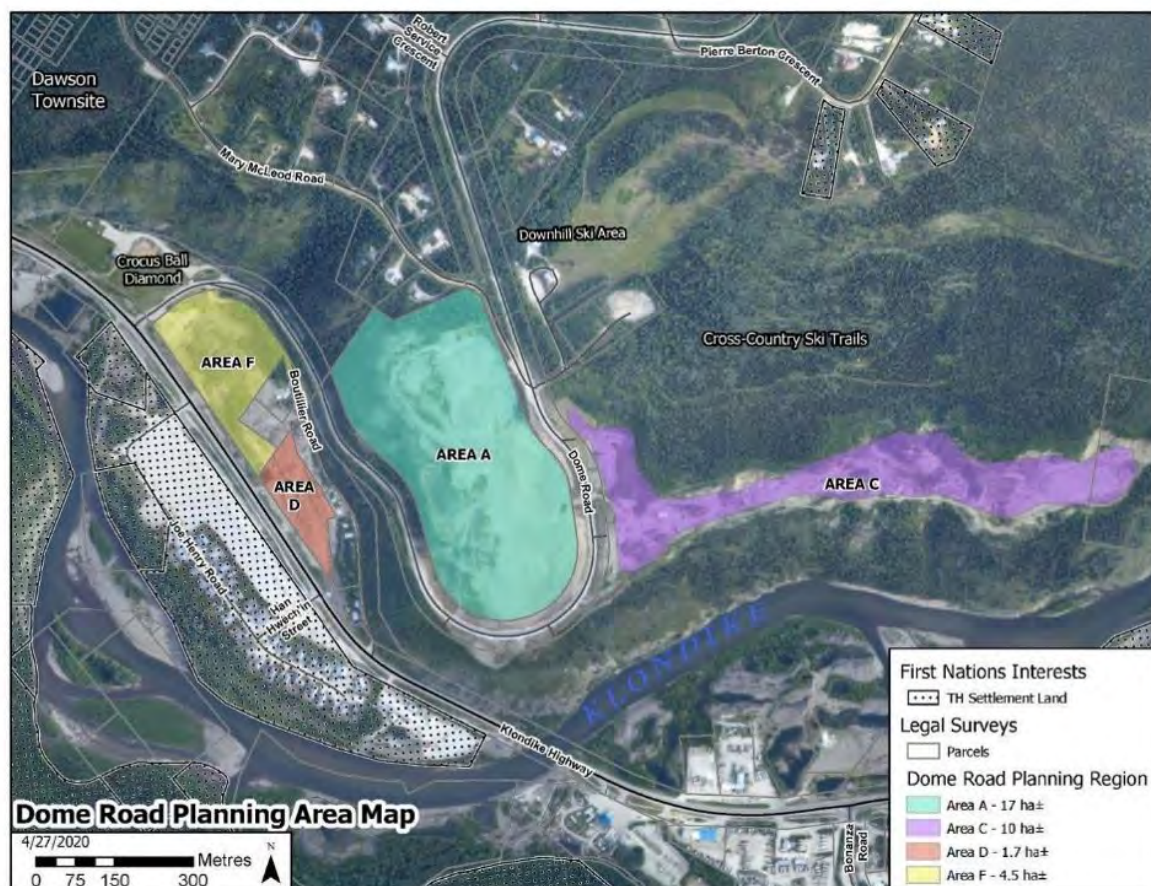 Dawson
Townsite
Robert
Service
Crescent
Pierre Berton Crescent
Mary McLeod Road
Downhill Ski Area
Crocus Ball
Diamond
Cross-Country Ski Trails
AREA F
Boutillier Road
AREA A
Dome Road
AREA C
AREA
D
Joe Henry Road
Han
Hwech'in
Street
KLONDIKE
Klondike Highway
Bonanza
Road
First Nations Interests
TH Settlement Land
Legal Surveys
Parcels
Dome Road Planning Region
Area A - 17 ha±
Area C - 10 ha±
Area D - 1.7 ha±
Area F - 4.5 ha±
Dome Road Planning Area Map
4/27/2020
Metres
0 75 150 300
N